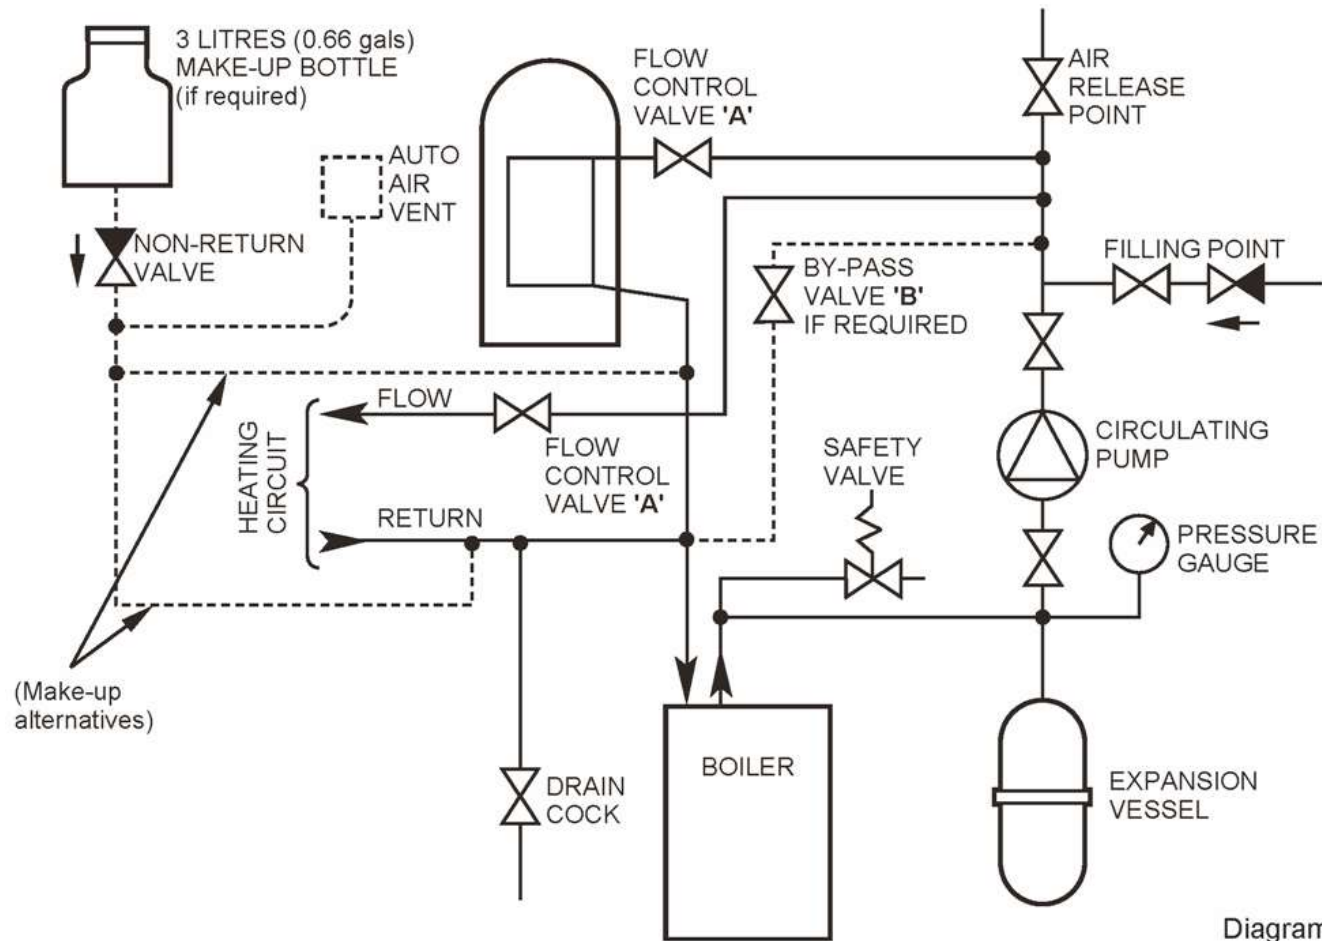 3 LITRES (0.66 gals)
MAKE-UP BOTTLE
(if required)
FLOW
CONTROL
VALVE 'A'
AIR
RELEASE
POINT
AUTO
AIR
VENT
NON-RETURN
VALVE
BY-PASS
VALVE 'B'
IF REQUIRED
FILLING POINT
FLOW
FLOW
CONTROL
VALVE 'A'
HEATING
CIRCUIT
RETURN
SAFETY
VALVE
CIRCULATING
PUMP
PRESSURE
GAUGE
(Make-up
alternatives)
BOILER
DRAIN
COCK
EXPANSION
VESSEL
Diagram